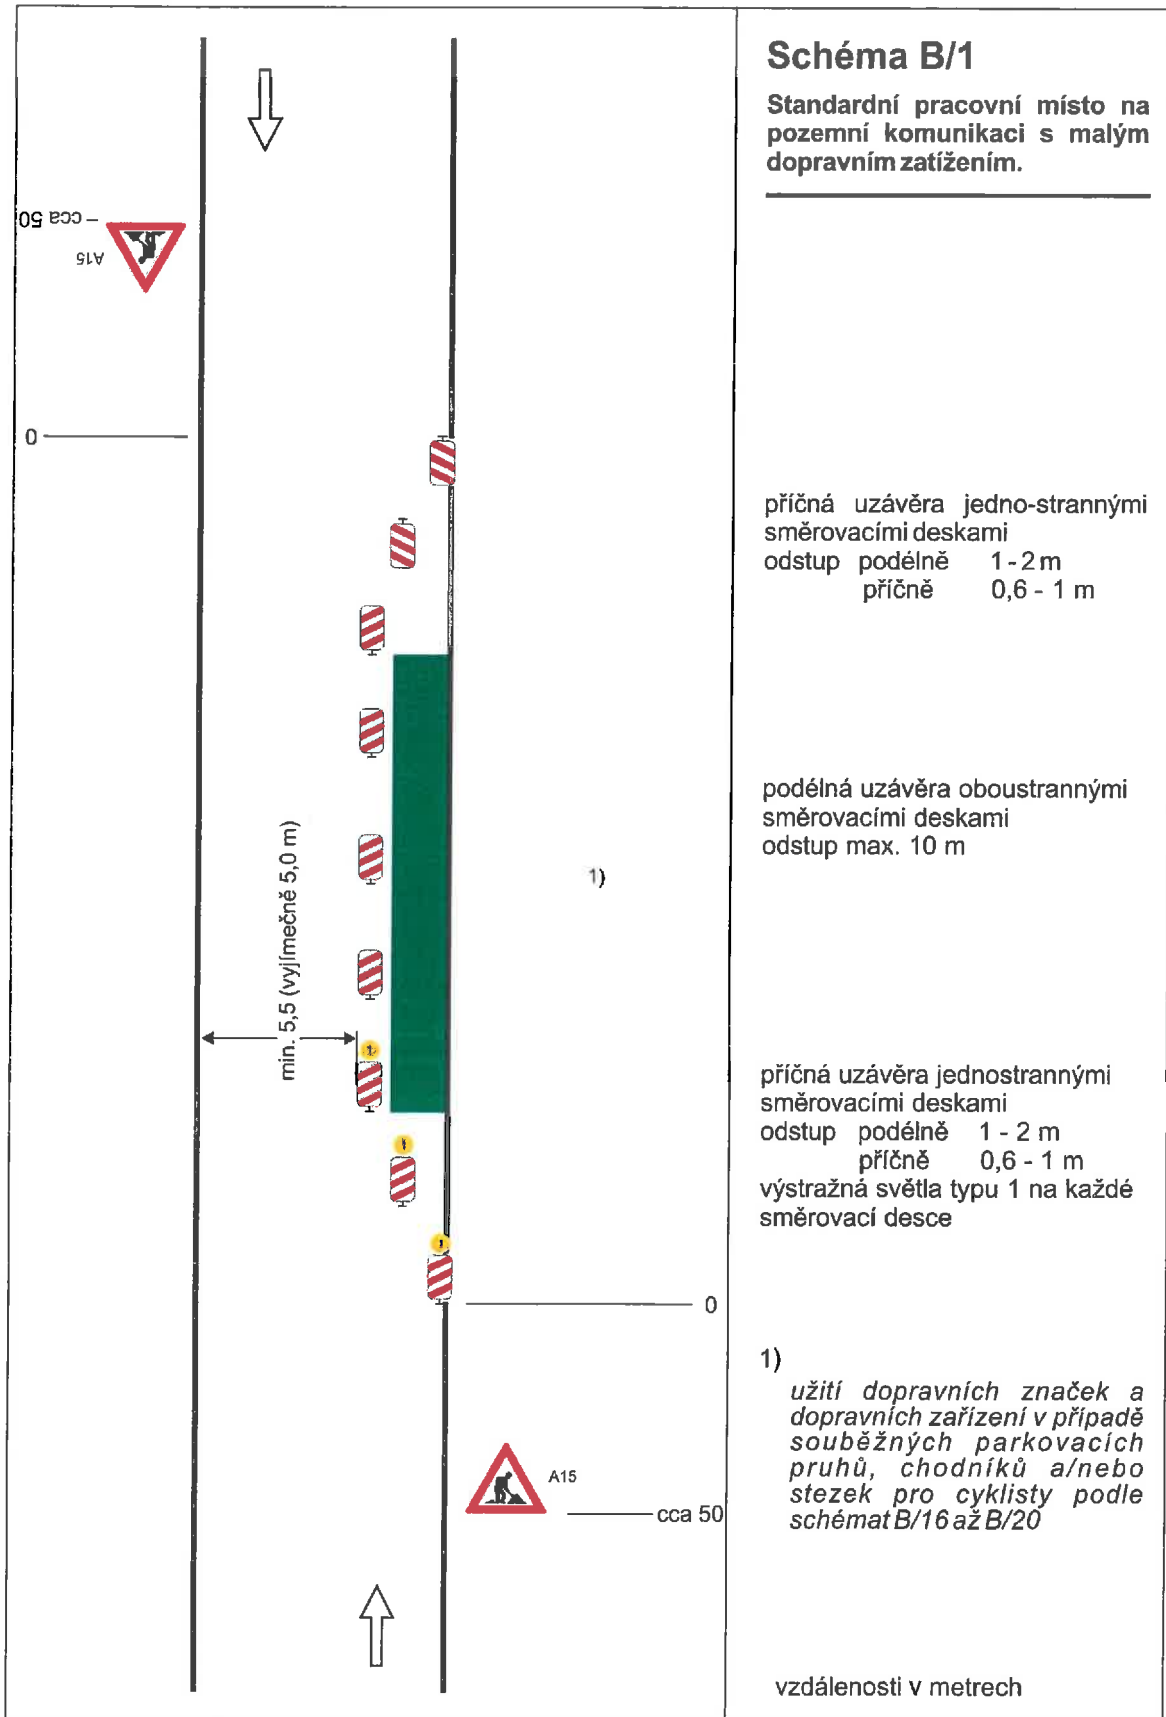 Schéma B/1
Standardní pracovní místo na
pozemní komunikaci s malým
dopravním zatížením.
cca 50
A15
0
příčná uzávěra jedno-strannými
směrovacími deskami
odstup podélně 1 - 2 m
příčně 0,6 - 1 m
podélná uzávěra oboustrannými
směrovacími deskami
odstup max. 10 m
1)
min. 5,5 (vyjímečně 5,0 m)
1
1
1
příčná uzávěra jednostrannými
směrovacími deskami
odstup podélně 1 - 2 m
příčně 0,6 - 1 m
výstražná světla typu 1 na každé
směrovací desce
0
1)
užití dopravních značek a
dopravních zařízení v případě
souběžných parkovacích
pruhů, chodníků a/nebo
stezek pro cyklisty podle
schémat B/16 až B/20
A15
cca 50
vzdálenosti v metrech